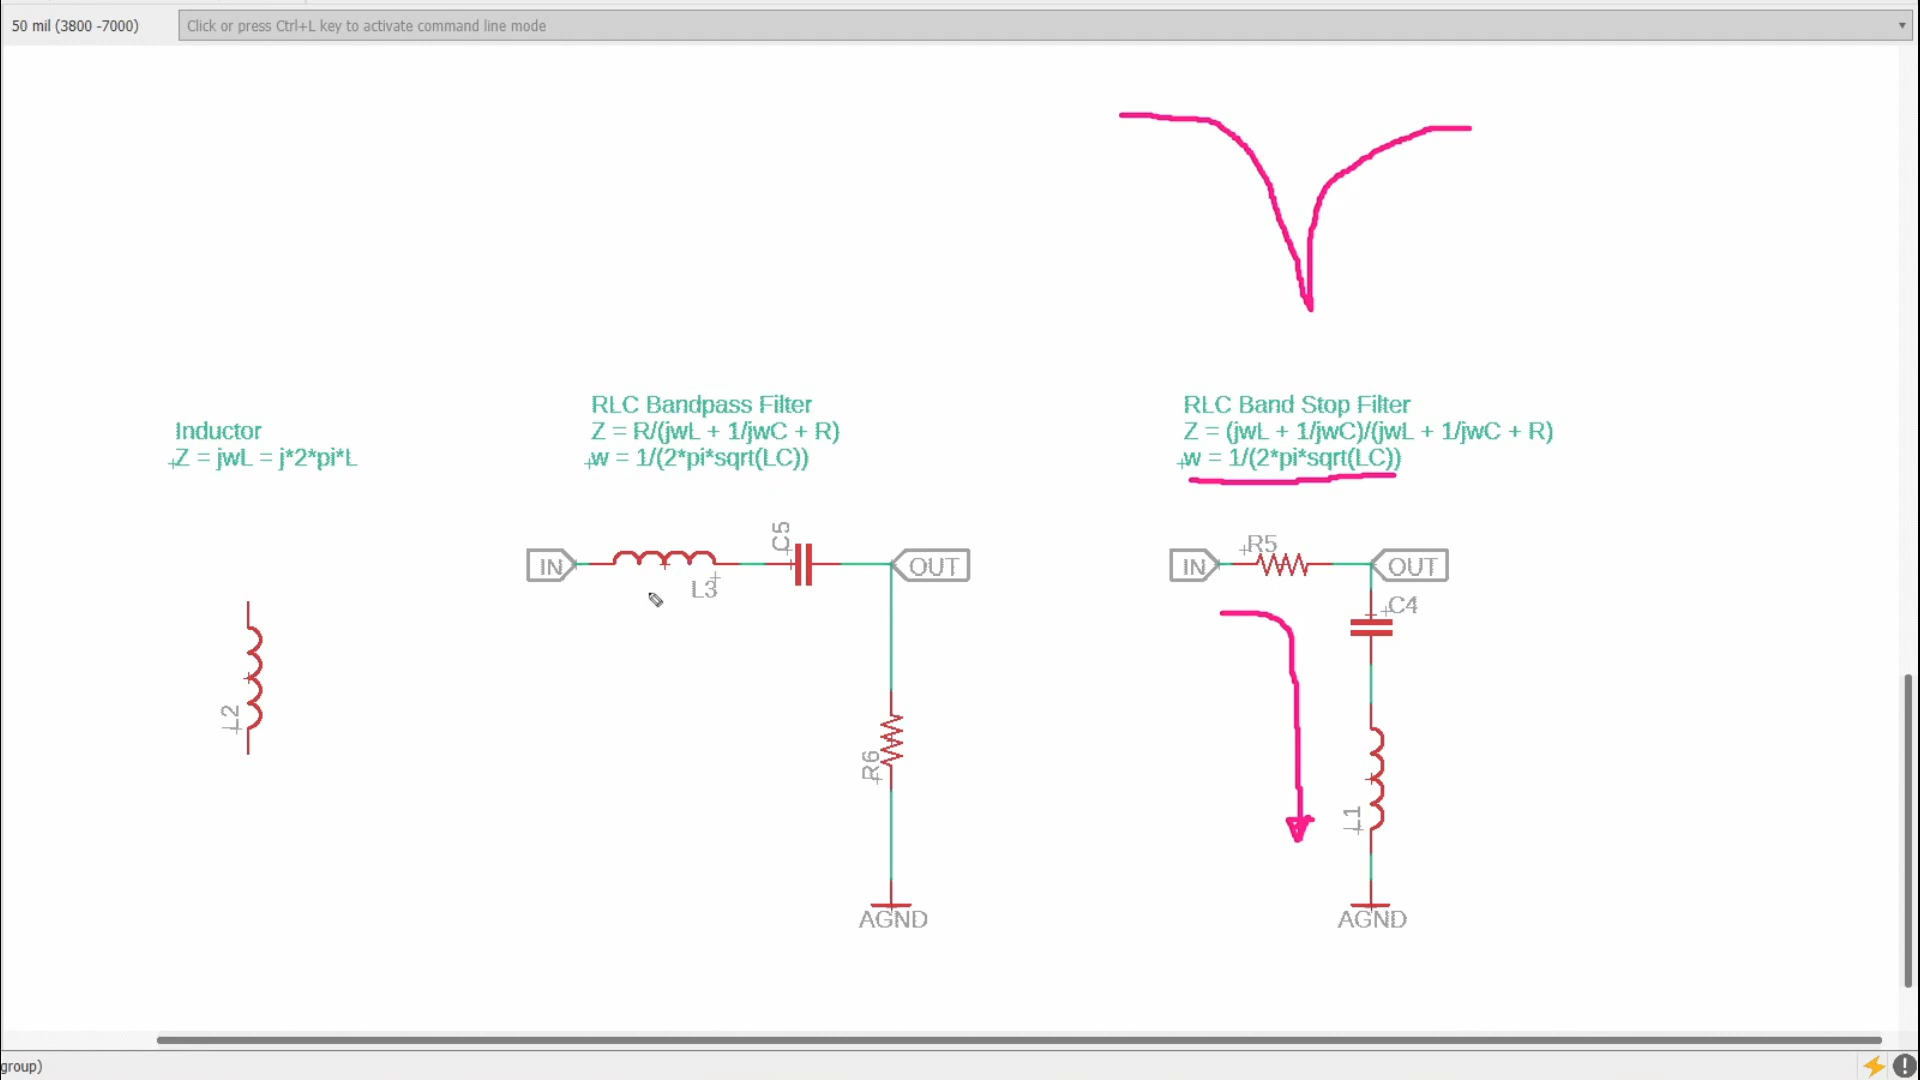 50 mil (3800 -7000)
Click or press Ctrl+L key to activate command line mode
Inductor
Z = jwL = j*2*pi*L
RLC Bandpass Filter
Z = R/(jwL + 1/jwC + R)
w = 1/(2*pi*sqrt(LC))
RLC Band Stop Filter
Z = (jwL + 1/jwC)/(jwL + 1/jwC + R)
w = 1/(2*pi*sqrt(LC))
L2
IN
L3
C5
OUT
R6
AGND
IN
R5
OUT
C4
L1
AGND
group)